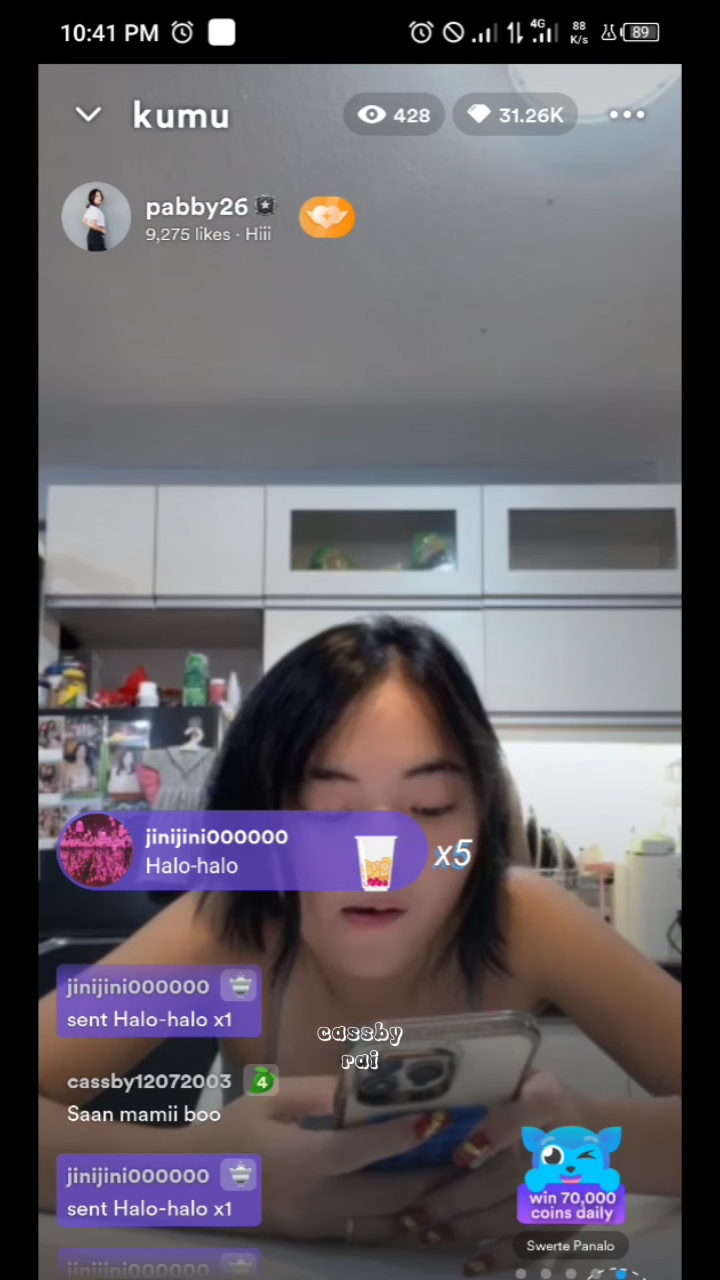 10:41 PM
4G
88
K/s
89
kumu
428
31.26K
pabby26
9,275 likes · Hiii
jinijini000000
Halo-halo
x5
jinijini000000
sent Halo-halo x1
cassby
rai
cassby12072003 4
Saan mamii boo
jinijini000000
sent Halo-halo x1
win 70,000
coins daily
Swerte Panalo
jinijini000000